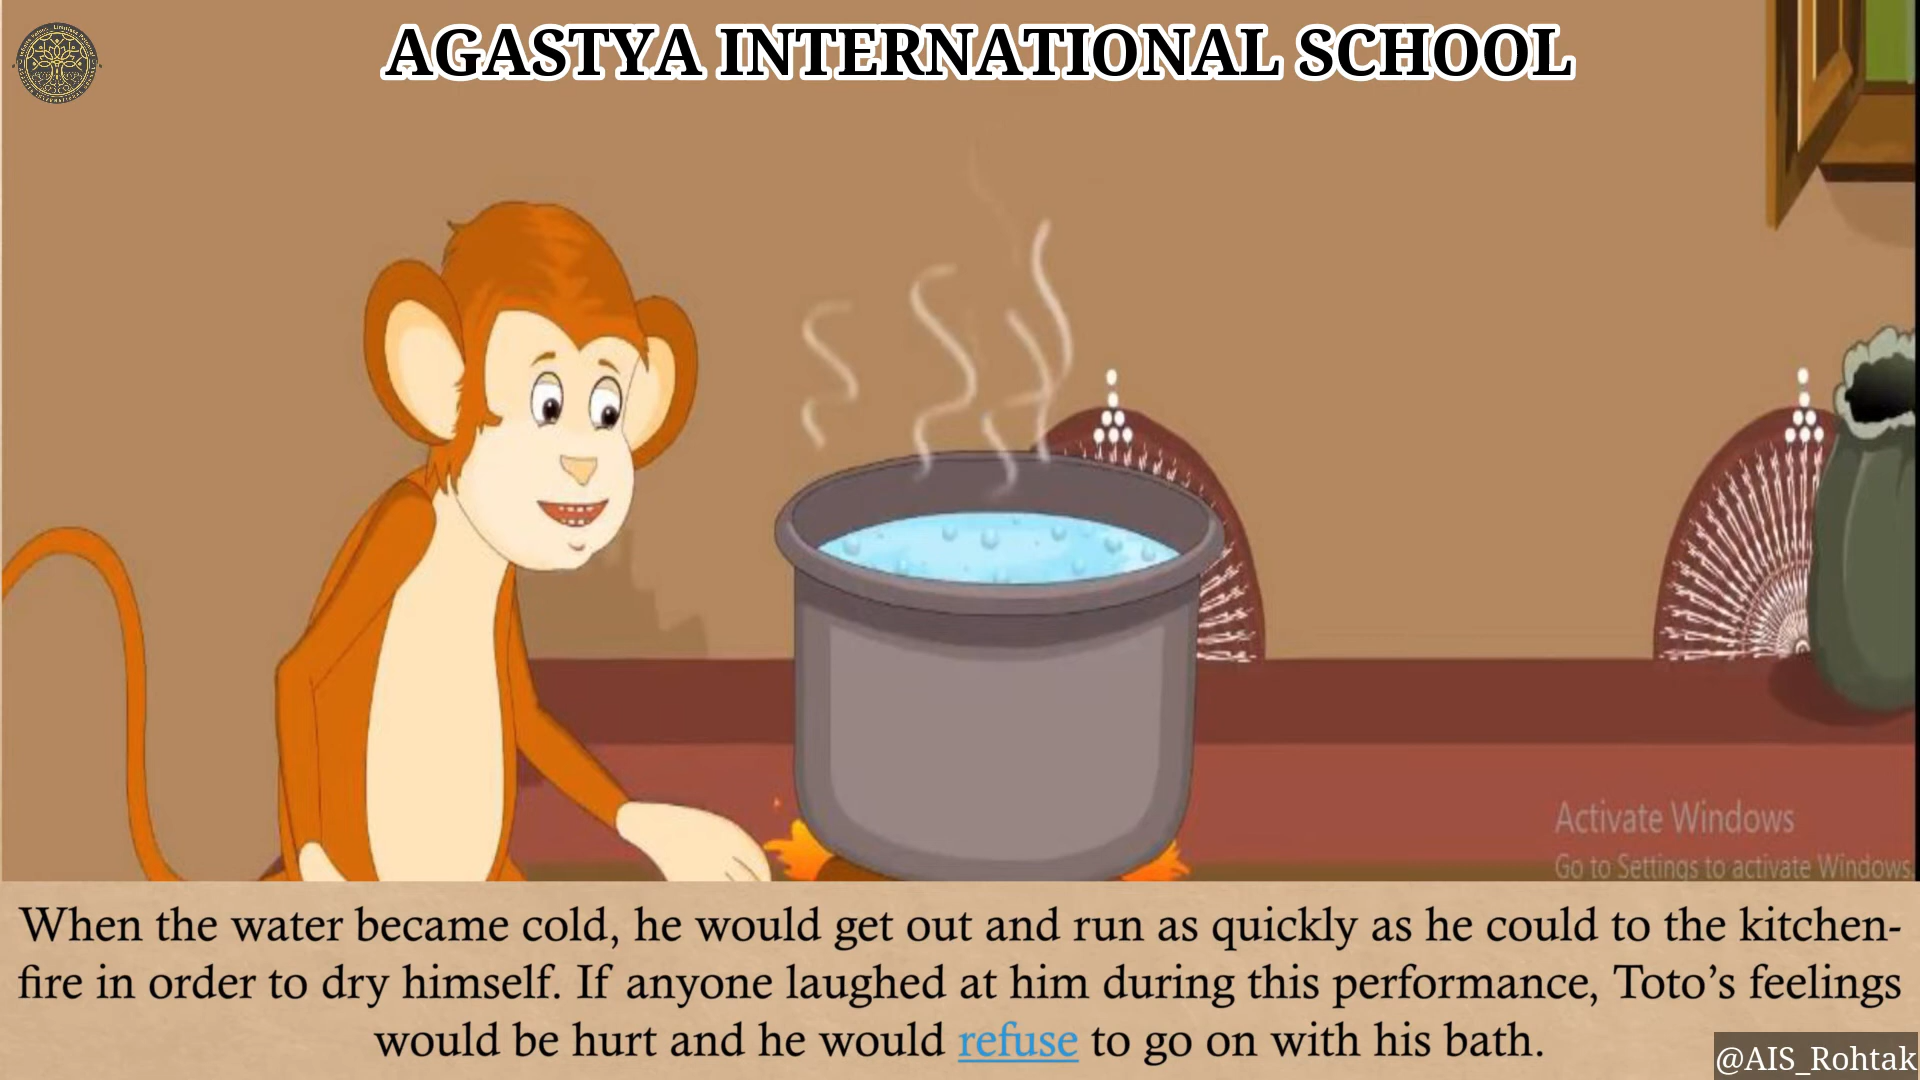 AGASTYA INTERNATIONAL SCHOOL
Activate Windows
Go to Settings to activate Windows.
When the water became cold, he would get out and run as quickly as he could to the kitchen-
fire in order to dry himself. If anyone laughed at him during this performance, Toto’s feelings
would be hurt and he would refuse to go on with his bath.
@AIS_Rohtak